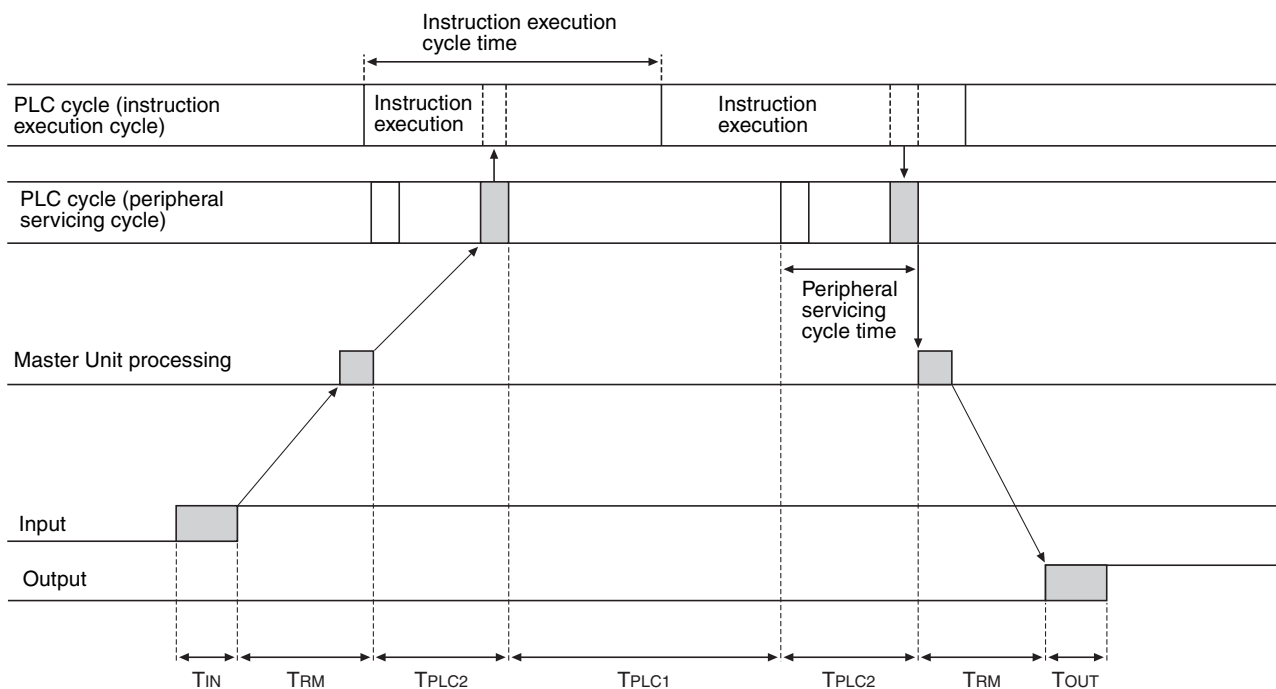 Instruction execution
cycle time
PLC cycle (instruction
execution cycle)
Instruction
execution
Instruction
execution
PLC cycle (peripheral
servicing cycle)
Peripheral
servicing
cycle time
Master Unit processing
Input
Output
TIN
TRM
TPLC2
TPLC1
TPLC2
TRM
TOUT